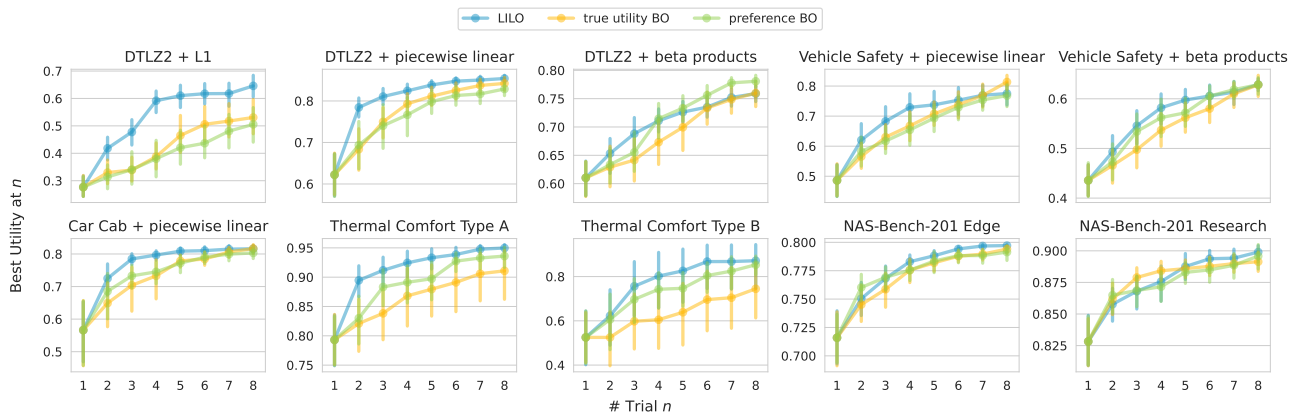 LILO true utility BO preference BO
Best Utility at n
DTLZ2 + L1
0.7
0.6
0.5
0.4
0.3
DTLZ2 + piecewise linear
0.8
0.7
0.6
DTLZ2 + beta products
0.80
0.75
0.70
0.65
0.60
Vehicle Safety + piecewise linear
0.8
0.7
0.6
0.5
Vehicle Safety + beta products
0.6
0.5
0.4
Car Cab + piecewise linear
0.8
0.7
0.6
0.5
1 2 3 4 5 6 7 8
Thermal Comfort Type A
0.95
0.90
0.85
0.80
0.75
1 2 3 4 5 6 7 8
Thermal Comfort Type B
0.8
0.6
0.4
1 2 3 4 5 6 7 8
NAS-Bench-201 Edge
0.800
0.775
0.750
0.725
0.700
1 2 3 4 5 6 7 8
NAS-Bench-201 Research
0.900
0.875
0.850
0.825
1 2 3 4 5 6 7 8
# Trial n